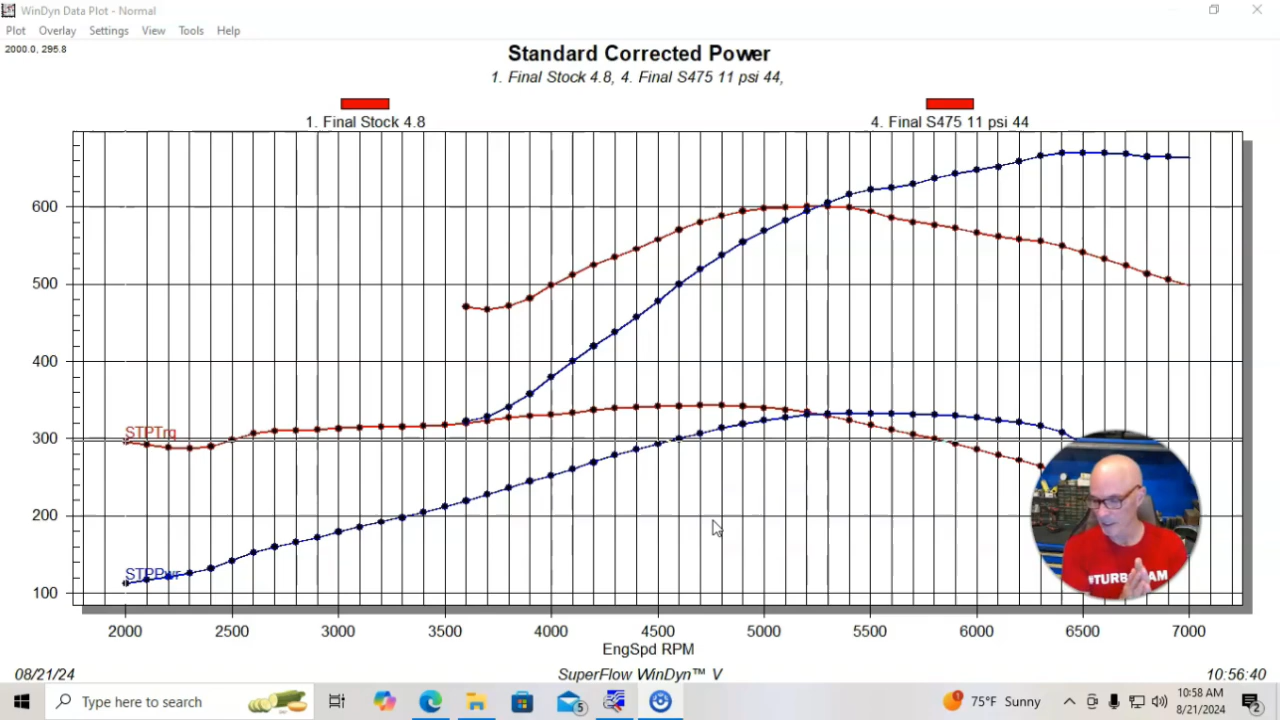 WinDyn Data Plot - Normal
Plot Overlay Settings View Tools Help
2000.0, 296.8
Standard Corrected Power
1. Final Stock 4.8, 4. Final S475 11 psi 44,
1. Final Stock 4.8
4. Final S475 11 psi 44
600
500
400
STPTrq
300
200
STPPwr
100
2000 2500 3000 3500 4000 4500 5000 5500 6000 6500 7000
EngSpd RPM
08/21/24 SuperFlow WinDyn™ V 10:56:40
Type here to search
5
1
75°F Sunny
10:58 AM
8/21/2024
2